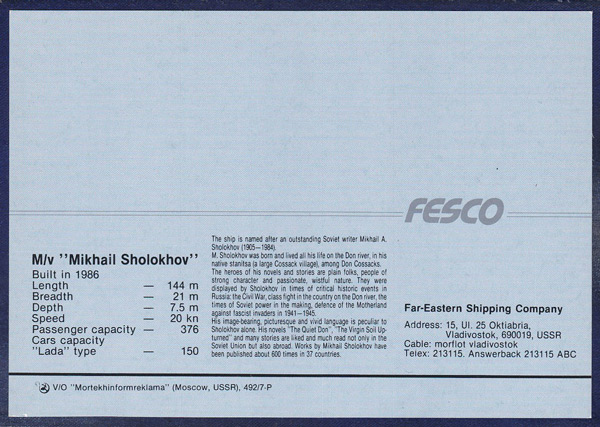 FESCO
M/v "Mikhail Sholokhov"
Built in 1986
Length — 144 m
Breadth — 21 m
Depth — 7.5 m
Speed — 20 kn
Passenger capacity — 376
Cars capacity
"Lada" type — 150
The ship is named after an outstanding Soviet writer Mikhail A.
Sholokhov (1905—1984).
M. Sholokhov was born and lived all his life on the Don river, in his
native stanitsa (a large Cossack village), among Don Cossacks.
The heroes of his novels and stories are plain folks, people of
strong character and passionate, wistful nature. They were
displayed by Sholokhov in times of critical historic events in
Russia: the Civil War, class fight in the country on the Don river, the
times of Soviet power in the making, defence of the Motherland
against fascist invaders in 1941—1945.
His image-bearing, picturesque and vivid language is peculiar to
Sholokhov alone. His novels "The Quiet Don", "The Virgin Soil Up-
turned" and many stories are liked and much read not only in the
Soviet Union but also abroad. Works by Mikhail Sholokhov have
been published about 600 times in 37 countries.
Far-Eastern Shipping Company
Address: 15, Ul. 25 Oktiabria,
Vladivostok, 690019, USSR
Cable: morflot vladivostok
Telex: 213115. Answerback 213115 ABC
V/O "Mortekhinformreklama" (Moscow, USSR), 492/7-P